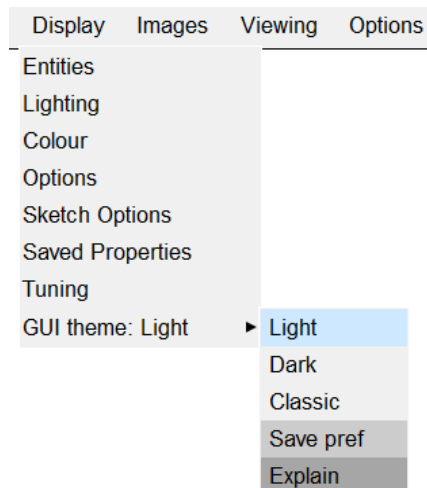 Display Images Viewing Options
Entities
Lighting
Colour
Options
Sketch Options
Saved Properties
Tuning
GUI theme: Light ▸ Light
Dark
Classic
Save pref
Explain